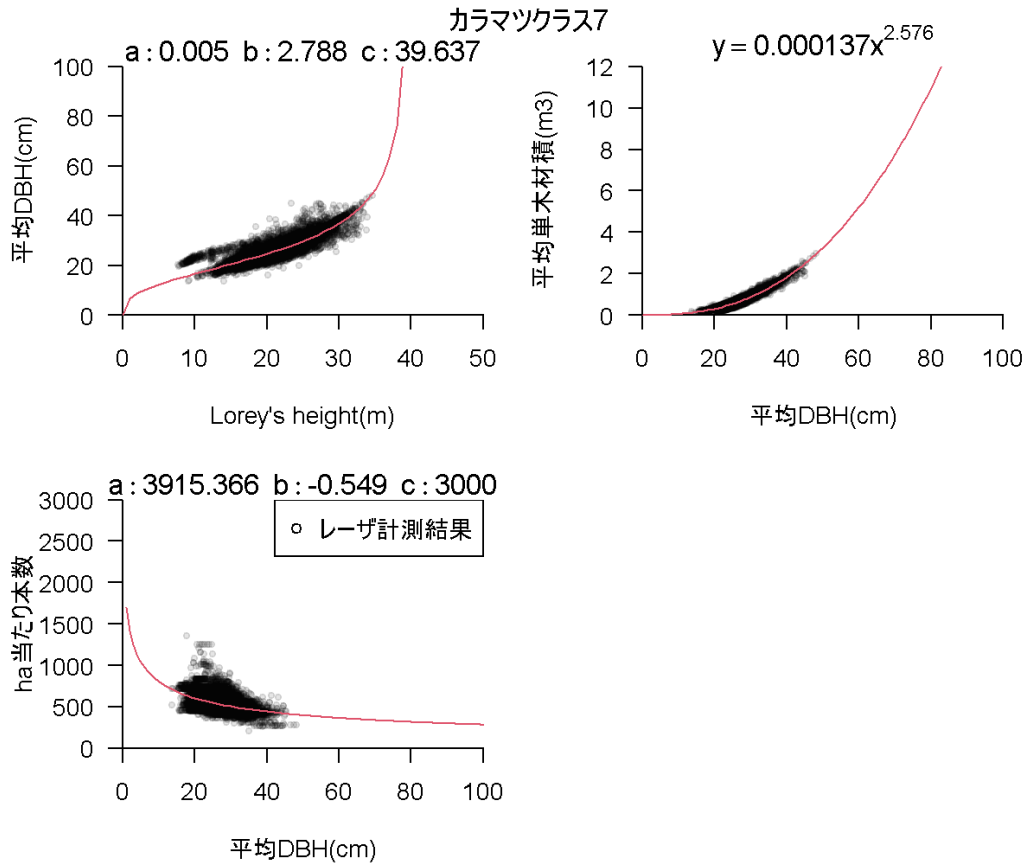 カラマツクラス7
a : 0.005 b : 2.788 c : 39.637
平均DBH(cm)
100
80
60
40
20
0
0 10 20 30 40 50
Lorey's height(m)
y = 0.000137x^2.576
平均単木材積(m3)
12
10
8
6
4
2
0
0 20 40 60 80 100
平均DBH(cm)
a : 3915.366 b : -0.549 c : 3000
ha当たり本数
3000
2500
2000
1500
1000
500
0
レーザ計測結果
0 20 40 60 80 100
平均DBH(cm)